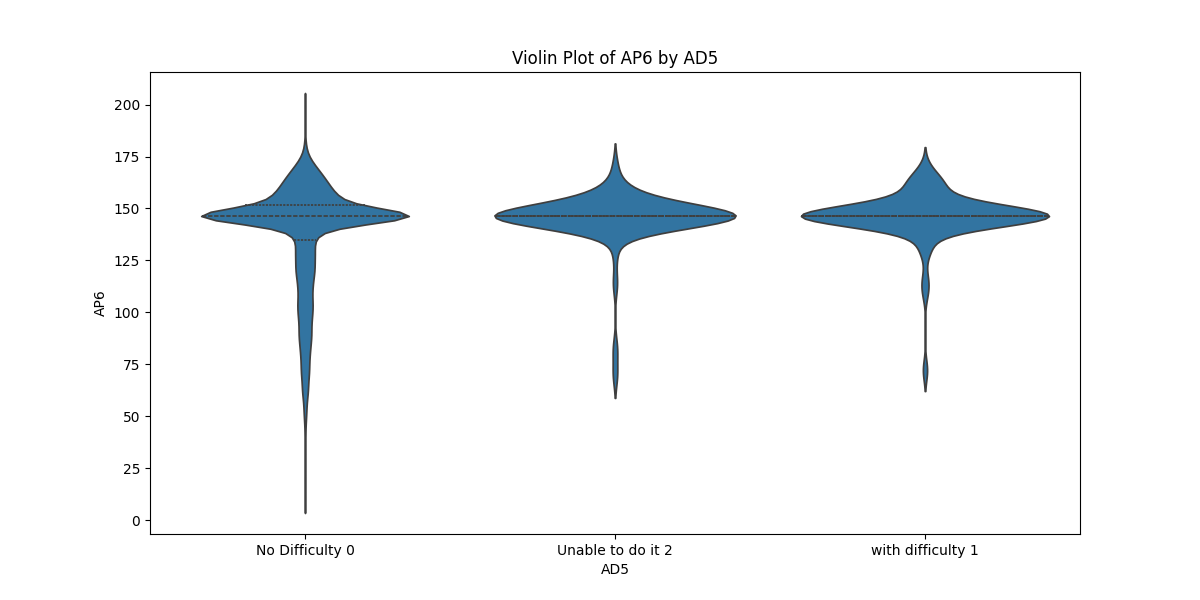 Violin Plot of AP6 by AD5
AP6
200
175
150
125
100
75
50
25
0
No Difficulty 0
Unable to do it 2
with difficulty 1
AD5